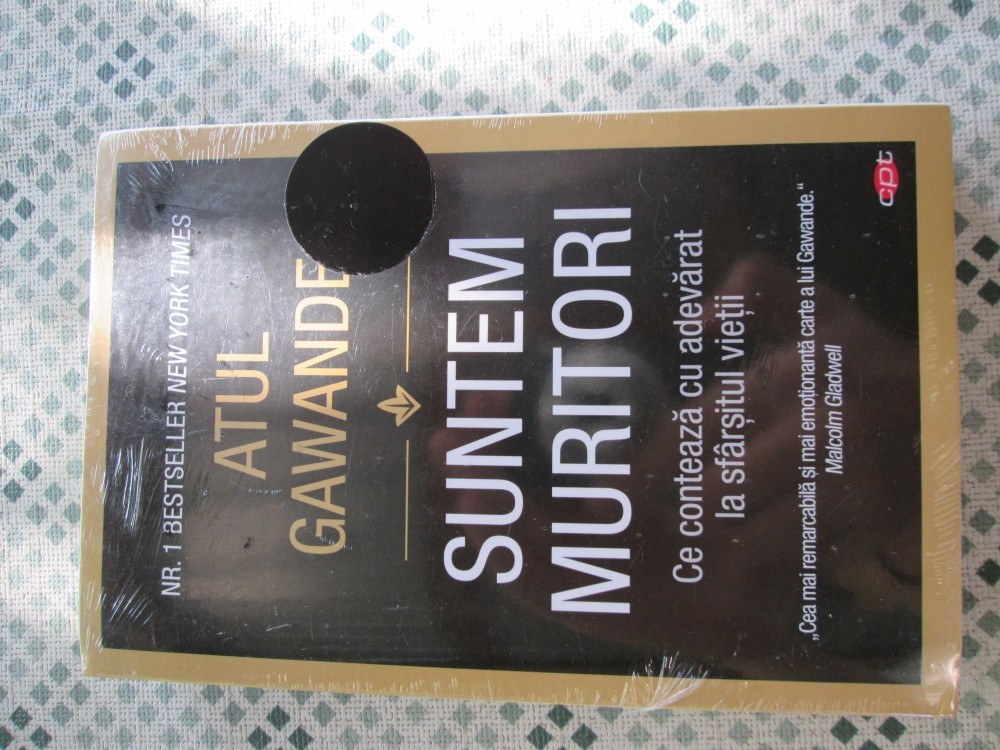 NR. 1 BESTSELLER NEW YORK TIMES
ATUL
GAWANDE
SUNTEM
MURITORI
Ce contează cu adevărat
la sfârșitul vieții
„Cea mai remarcabilă și mai emoționantă carte a lui Gawande.“
Malcolm Gladwell
cpt